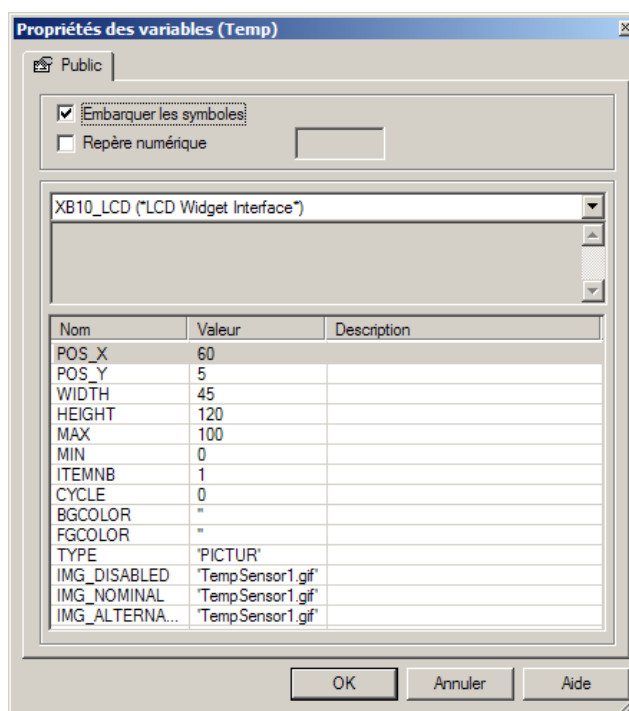 Propriétés des variables (Temp)
Public
Embarquer les symboles
Repère numérique
XB10_LCD (*LCD Widget Interface*)
Nom Valeur Description
POS_X 60
POS_Y 5
WIDTH 45
HEIGHT 120
MAX 100
MIN 0
ITEMNB 1
CYCLE 0
BGCOLOR ''
FGCOLOR ''
TYPE 'PICTUR'
IMG_DISABLED 'TempSensor1.gif'
IMG_NOMINAL 'TempSensor1.gif'
IMG_ALTERNA... 'TempSensor1.gif'
OK Annuler Aide